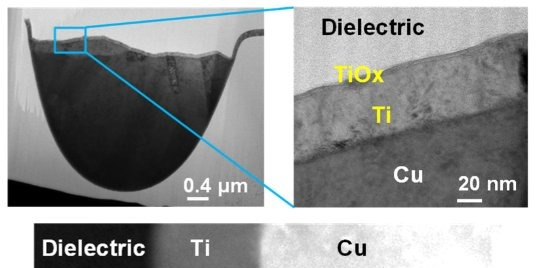 Dielectric
TiOx
Ti
Cu
0.4 µm
20 nm
Dielectric Ti Cu